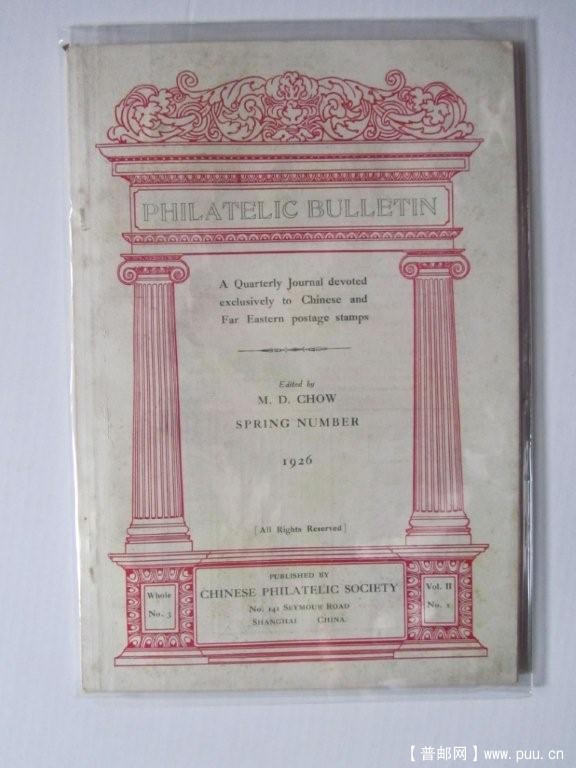 PHILATELIC BULLETIN
A Quarterly Journal devoted
exclusively to Chinese and
Far Eastern postage stamps
Edited by
M. D. CHOW
SPRING NUMBER
1926
[All Rights Reserved]
PUBLISHED BY
CHINESE PHILATELIC SOCIETY
No. 141 SEYMOUR ROAD
SHANGHAI CHINA
Whole
No. 3
Vol. II
No. 1.
【普邮网】www.puu.cn